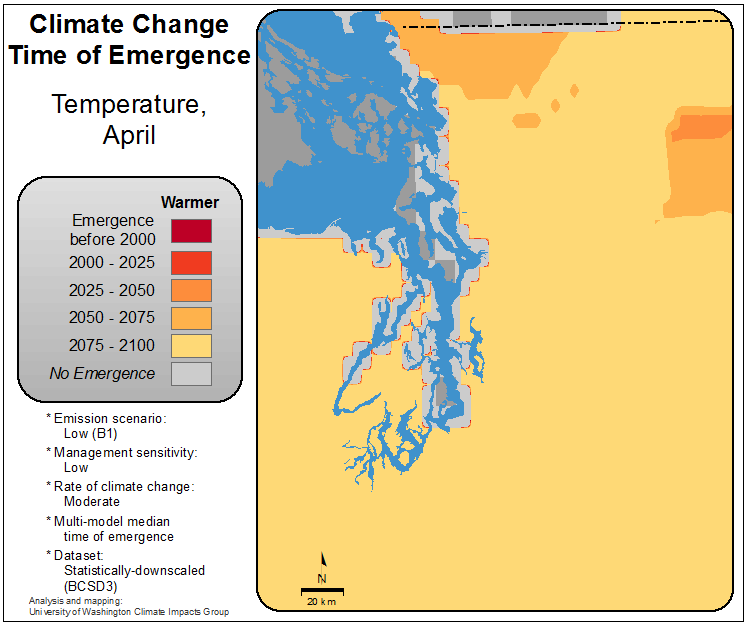 Climate Change
Time of Emergence
Temperature,
April
Warmer
Emergence
before 2000
2000 - 2025
2025 - 2050
2050 - 2075
2075 - 2100
No Emergence
* Emission scenario:
Low (B1)
* Management sensitivity:
Low
* Rate of climate change:
Moderate
* Multi-model median
time of emergence
* Dataset:
Statistically-downscaled
(BCSD3)
Analysis and mapping:
University of Washington Climate Impacts Group
N
20 km